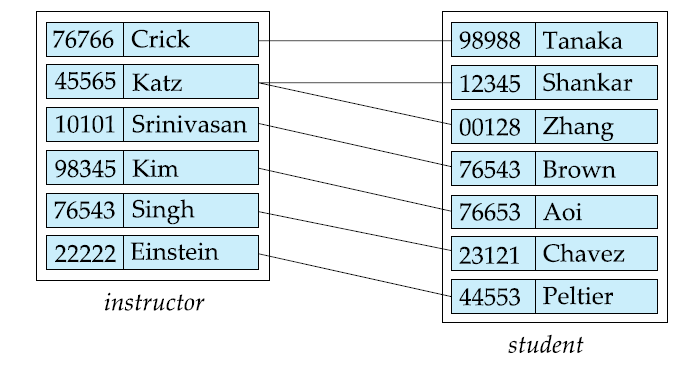 76766 Crick
45565 Katz
10101 Srinivasan
98345 Kim
76543 Singh
22222 Einstein
instructor
98988 Tanaka
12345 Shankar
00128 Zhang
76543 Brown
76653 Aoi
23121 Chavez
44553 Peltier
student